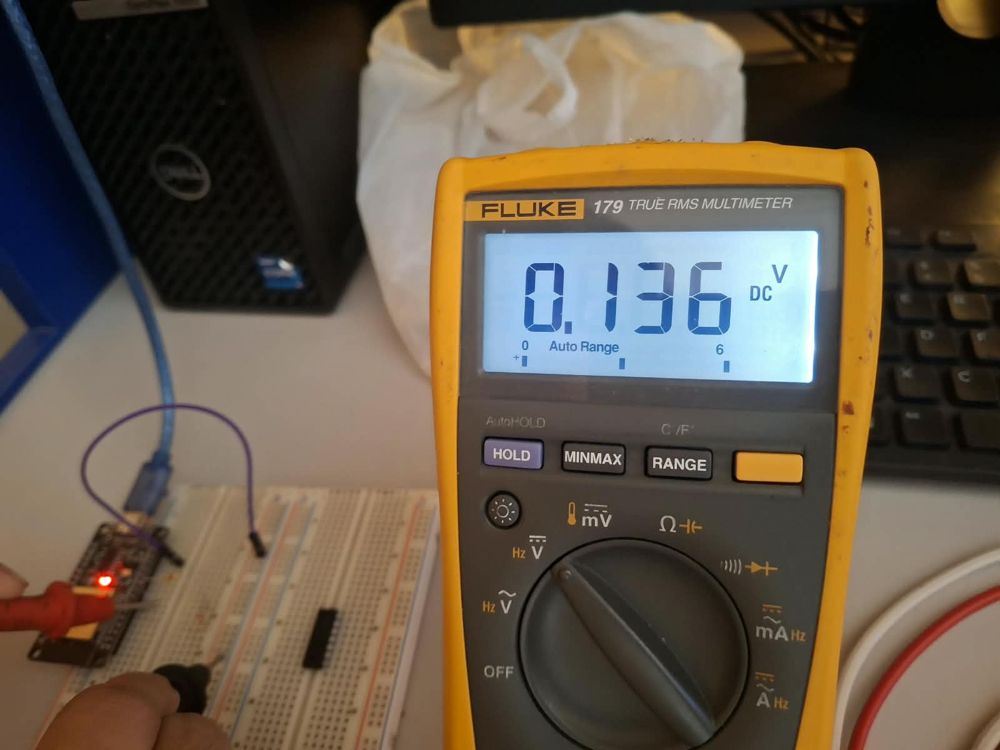 DELL
FLUKE 179 TRUE RMS MULTIMETER
0.136 V DC
0 Auto Range 6
+
AutoHOLD
HOLD MINMAX RANGE
mV Ω
Hz V
Hz V mA Hz
OFF A Hz
X C